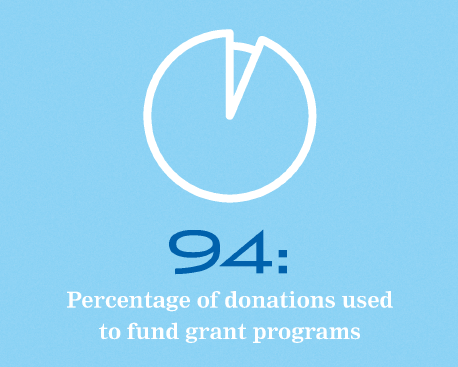 94:
Percentage of donations used
to fund grant programs